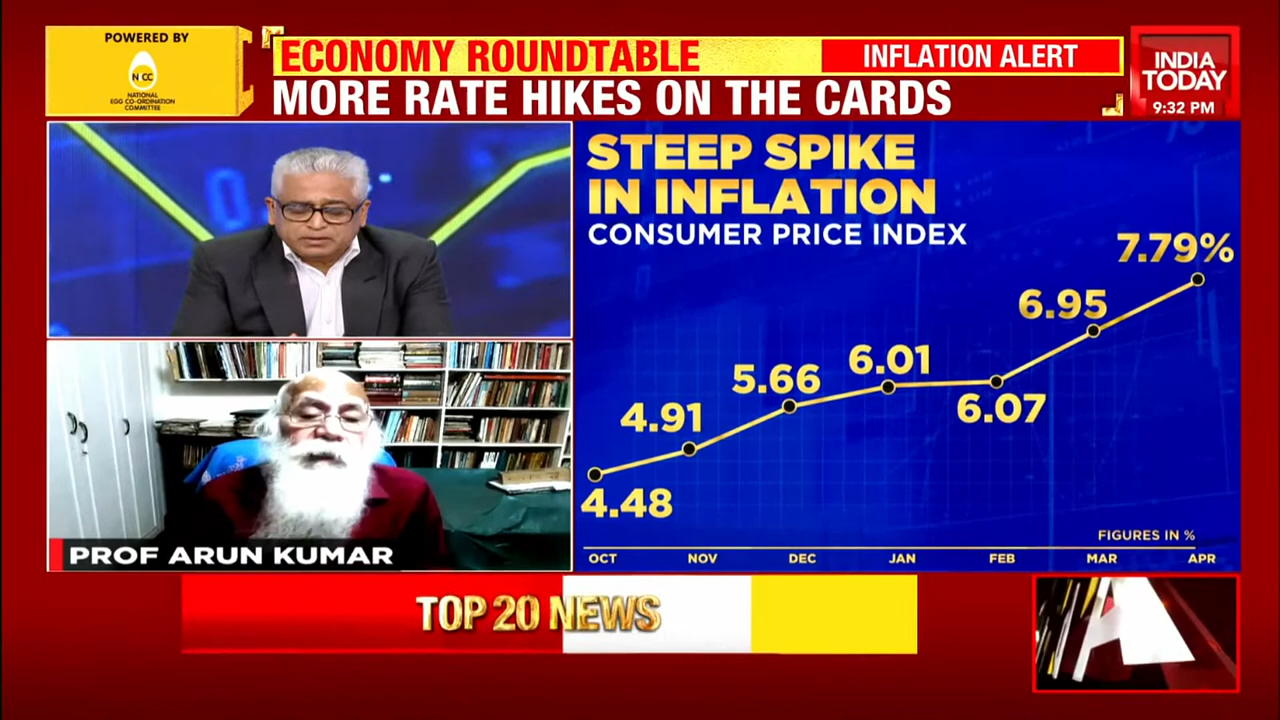 POWERED BY
NECC
NATIONAL
EGG CO-ORDINATION
COMMITTEE
ECONOMY ROUNDTABLE
INFLATION ALERT
MORE RATE HIKES ON THE CARDS
INDIA
TODAY
9:32 PM
STEEP SPIKE
IN INFLATION
CONSUMER PRICE INDEX
7.79%
6.95
6.01
5.66
6.07
4.91
4.48
FIGURES IN %
OCT NOV DEC JAN FEB MAR APR
PROF ARUN KUMAR
TOP 20 NEWS